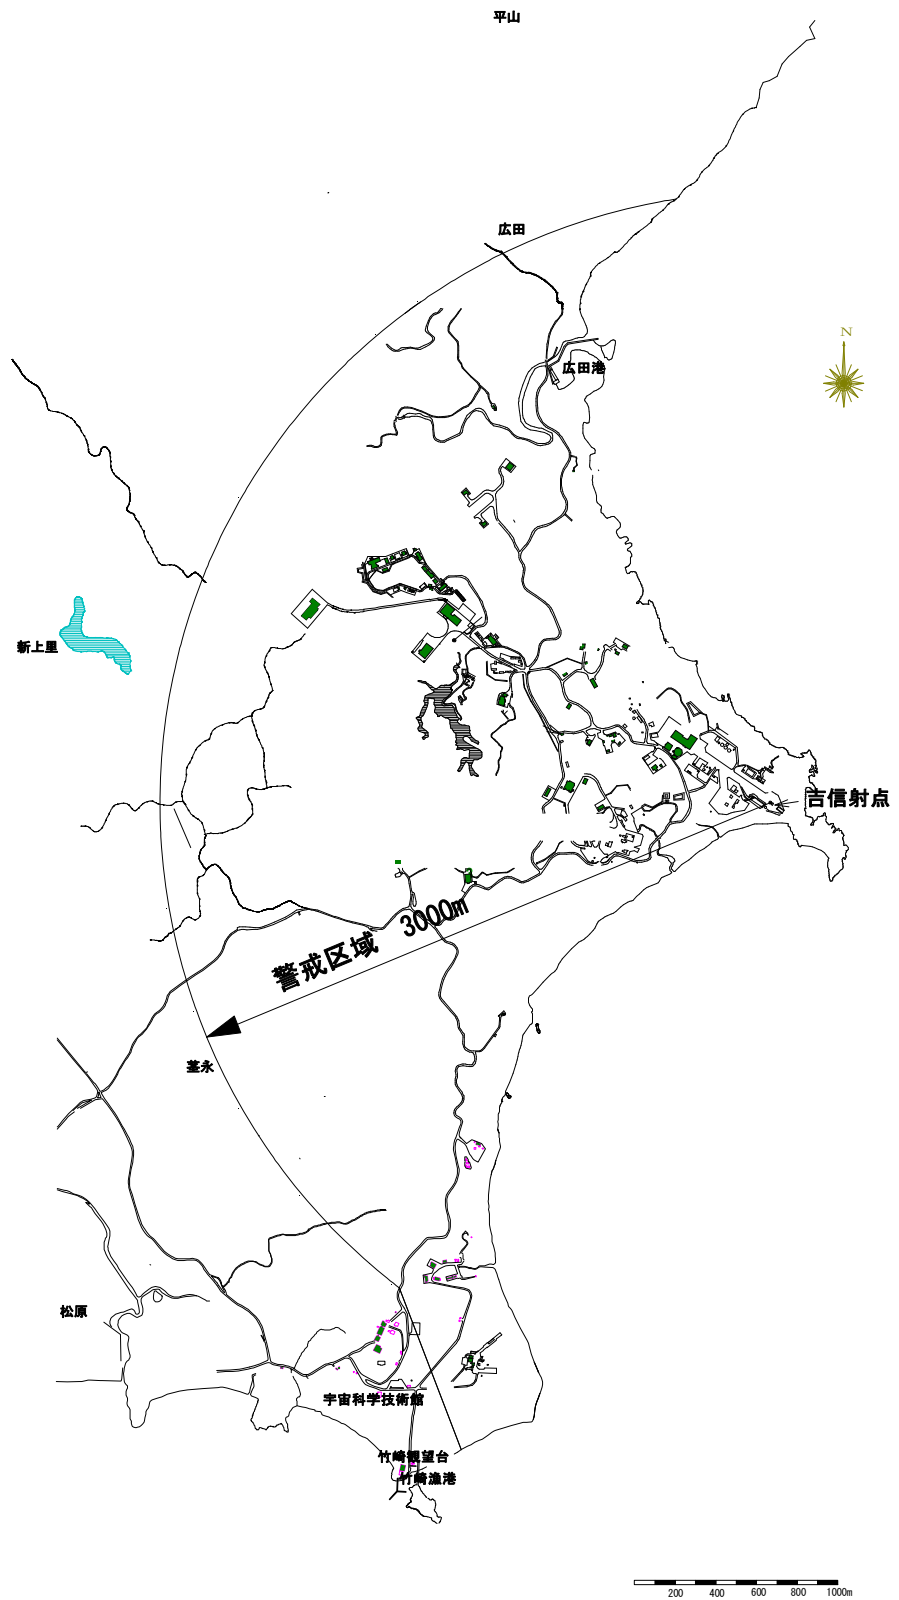 平山
広田
N
広田港
新上里
吉信射点
警戒区域 3000m
茎永
松原
宇宙科学技術館
竹崎観望台
竹崎漁港
200 400 600 800 1000m